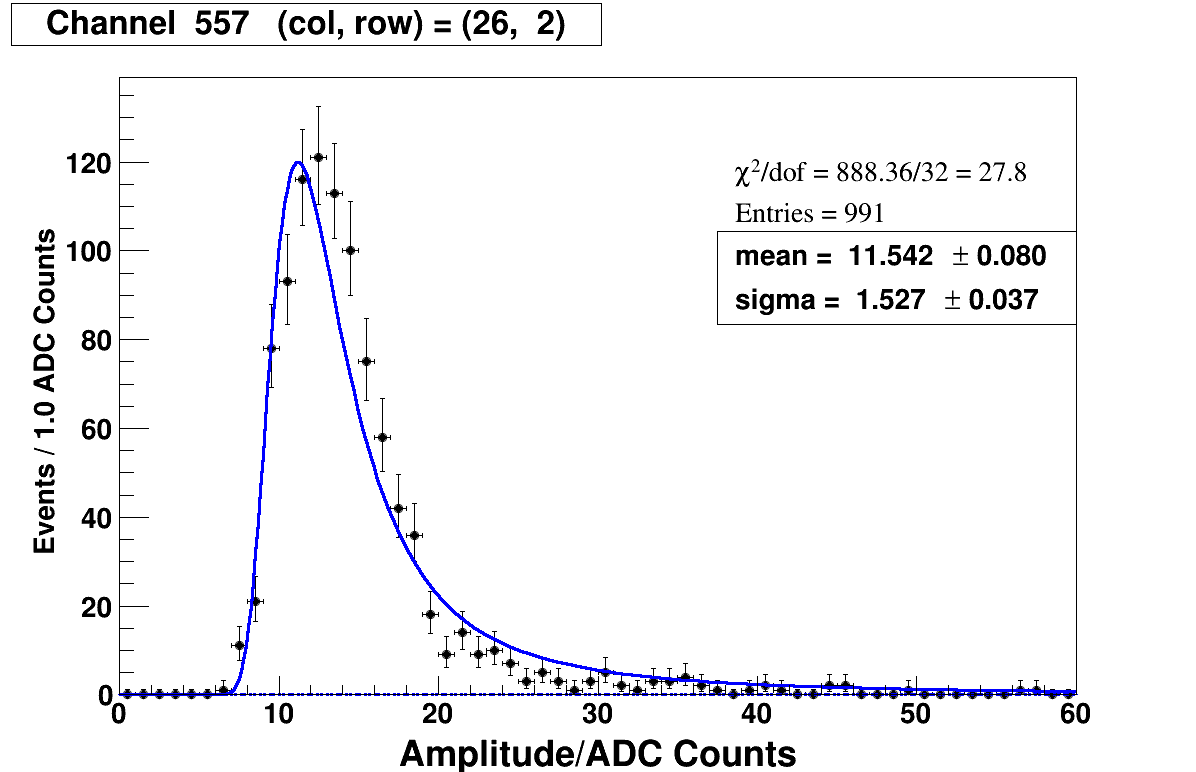 Channel 557 (col, row) = (26, 2)
χ²/dof = 888.36/32 = 27.8
Entries = 991
mean = 11.542 ± 0.080
sigma = 1.527 ± 0.037
Events / 1.0 ADC Counts
120
100
80
60
40
20
0
0 10 20 30 40 50 60
Amplitude/ADC Counts